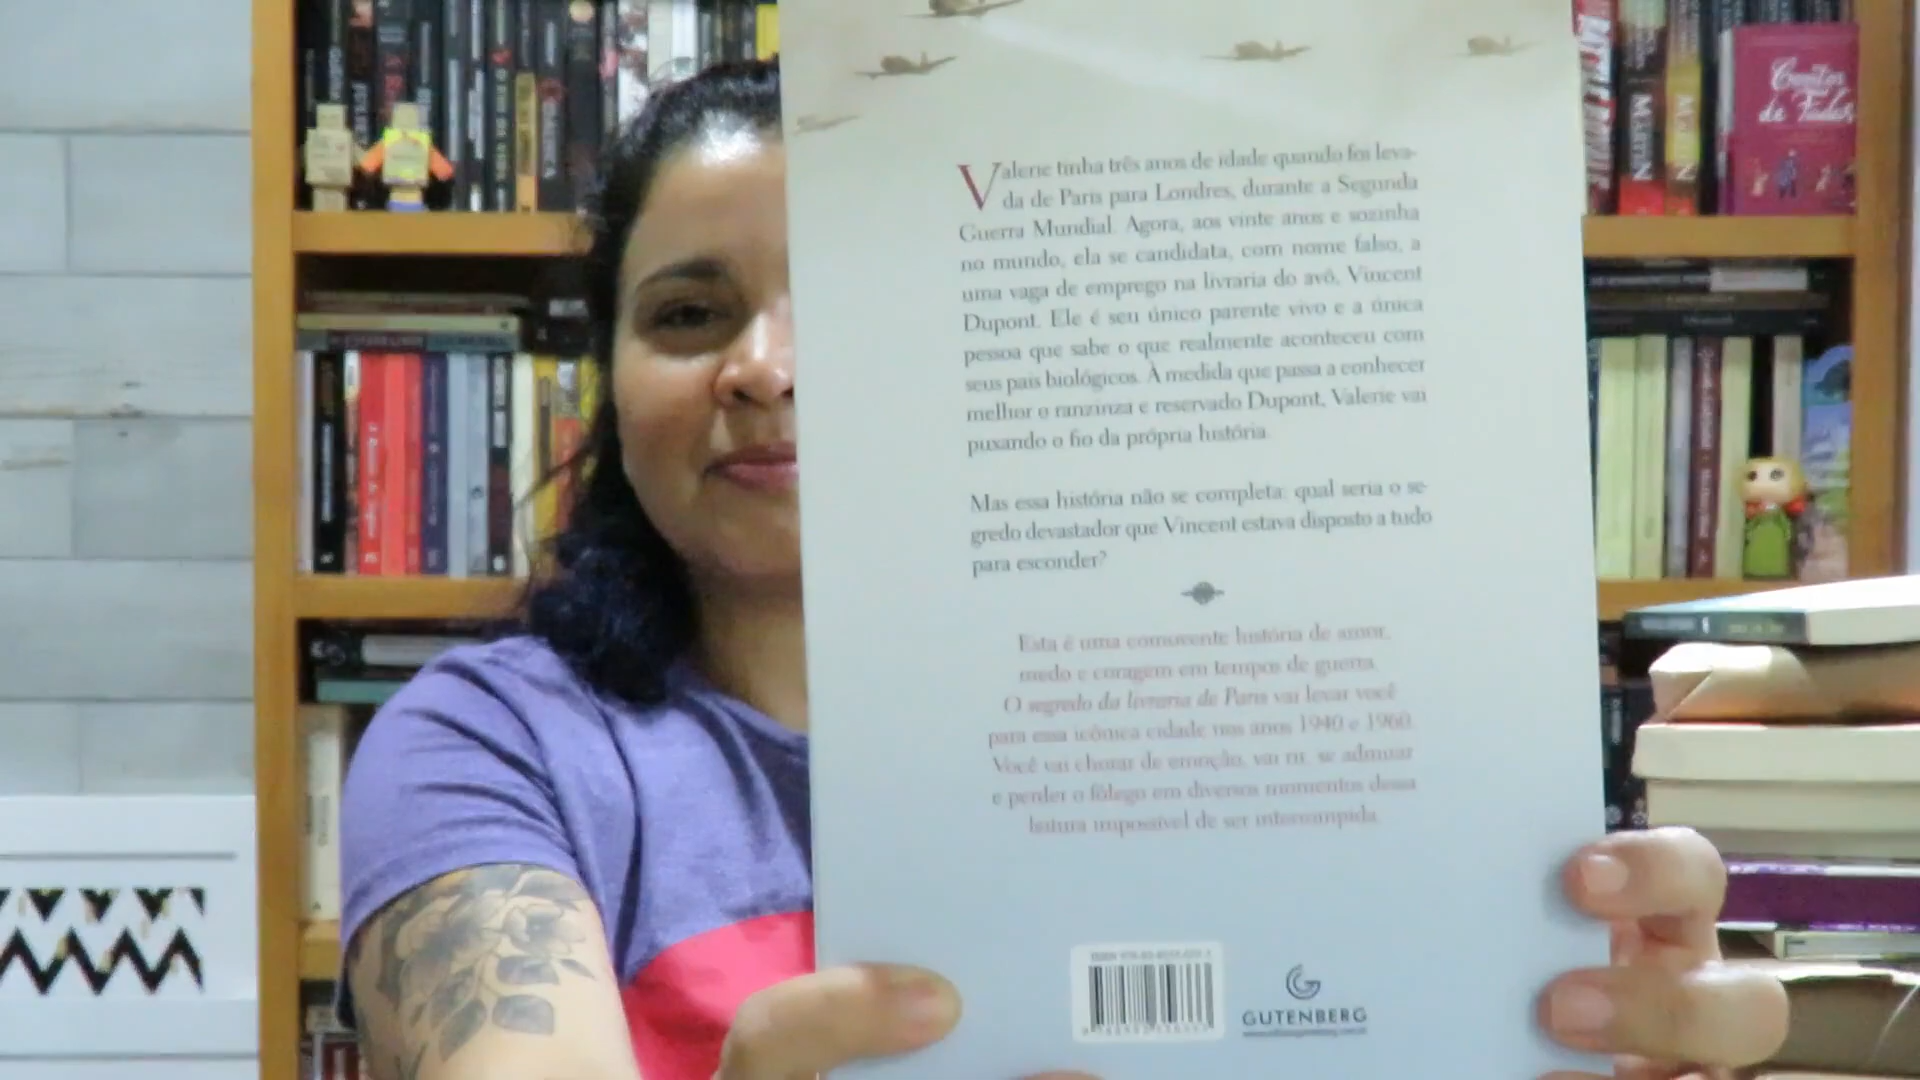 Valerie tinha três anos de idade quando foi leva-
da de Paris para Londres, durante a Segunda
Guerra Mundial. Agora, aos vinte anos e sozinha
no mundo, ela se candidata, com nome falso, a
uma vaga de emprego na livraria do avô, Vincent
Dupont. Ele é seu único parente vivo e a única
pessoa que sabe o que realmente aconteceu com
seus pais biológicos. À medida que passa a conhecer
melhor o ranzinza e reservado Dupont, Valerie vai
puxando o fio da própria história.
Mas essa história não se completa: qual seria o se-
gredo devastador que Vincent estava disposto a tudo
para esconder?
Esta é uma comovente história de amor,
medo e coragem em tempos de guerra.
O segredo da livraria de Paris vai levar você
para essa icônica cidade nos anos 1940 e 1960.
Você vai chorar de emoção, vai rir, se admirar
e perder o fôlego em diversos momentos dessa
leitura impossível de ser interrompida.
GUTENBERG
Contos
de Fadas
MARTIN